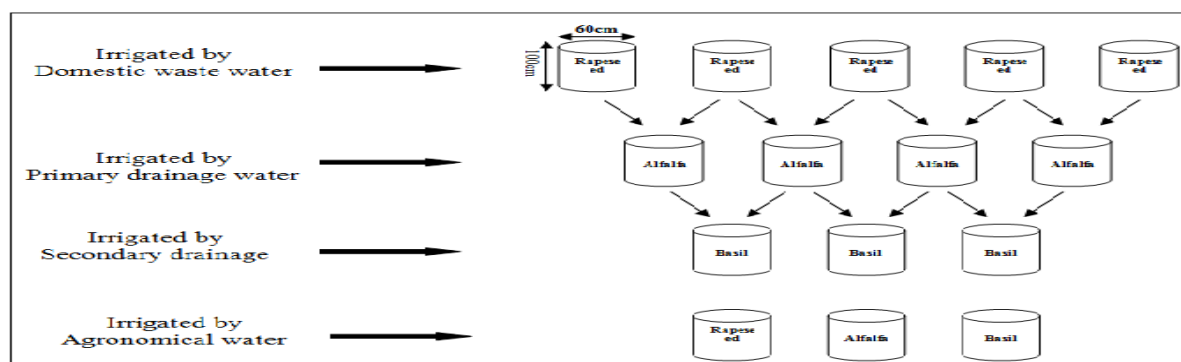 60cm
Irrigated by
Domestic waste water
100cm
Rapese
ed
Rapese
ed
Rapese
ed
Rapese
ed
Rapese
ed
Irrigated by
Primary drainage water
Alfalfa
Alfalfa
Alfalfa
Alfalfa
Irrigated by
Secondary drainage
Basil
Basil
Basil
Irrigated by
Agronomical water
Rapese
ed
Alfalfa
Basil